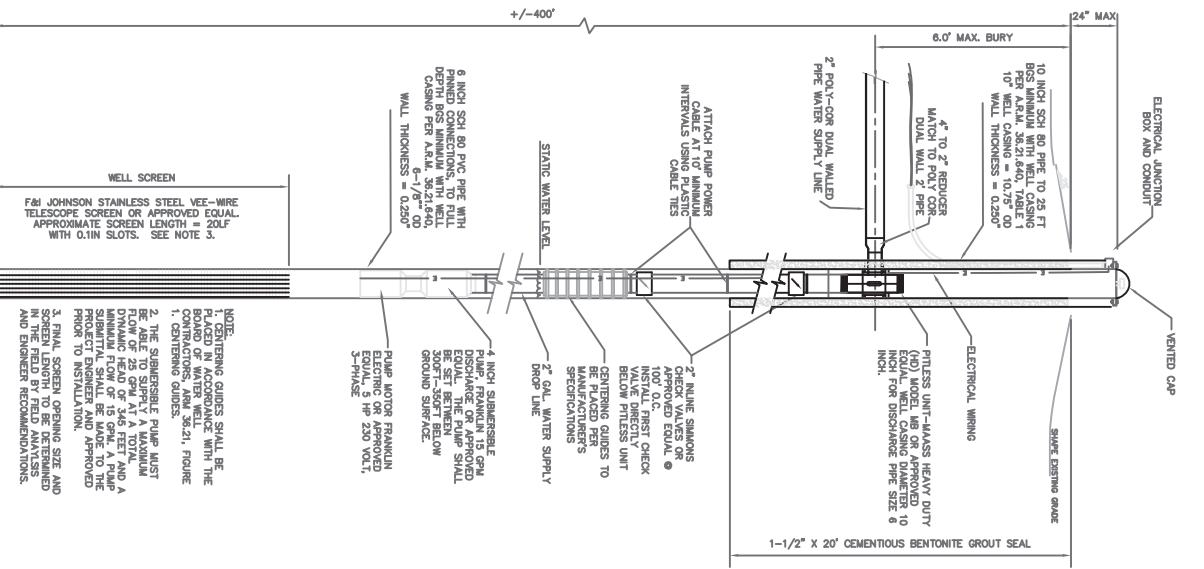 +/-400'
24" MAX
6.0' MAX. BURY
ELECTRICAL JUNCTION
BOX AND CONDUIT
10 INCH SCH 80 PIPE TO 25 FT
BGS MINIMUM WITH WELL CASING
PER A.R.M. 36.21.640, TABLE 1
10" WELL CASING = 10.75" OD
WALL THICKNESS = 0.250"
4" TO 2" REDUCER
MATCH TO POLY COR
DUAL WALL 2" PIPE
2" POLY-COR DUAL WALLED
PIPE WATER SUPPLY LINE
ATTACH PUMP POWER
CABLE AT 10' MINIMUM
INTERVALS USING PLASTIC
CABLE TIES
STATIC WATER LEVEL
6 INCH SCH 80 PVC PIPE WITH
PINNED CONNECTIONS, TO FULL
DEPTH BGS MINIMUM WITH WELL
CASING PER A.R.M. 36.21.640,
6-1/8" OD
WALL THICKNESS = 0.250"
WELL SCREEN
F&I JOHNSON STAINLESS STEEL VEE-WIRE
TELESCOPE SCREEN OR APPROVED EQUAL.
APPROXIMATE SCREEN LENGTH = 20LF
WITH 0.1IN SLOTS. SEE NOTE 3.
VENTED CAP
SHAPE EXISTING GRADE
ELECTRICAL WIRING
PITLESS UNIT-MAASS HEAVY DUTY
(HD) MODEL MB OR APPROVED
EQUAL WELL CASING DIAMETER 10
INCH FOR DISCHARGE PIPE SIZE 6
INCH.
2" INLINE SIMMONS
CHECK VALVES OR
APPROVED EQUAL @
100' O.C.
INSTALL FIRST CHECK
VALVE DIRECTLY
BELOW PITLESS UNIT
CENTERING GUIDES TO
BE PLACED PER
MANUFACTURER'S
SPECIFICATIONS
2" GAL. WATER SUPPLY
DROP LINE
4 INCH SUBMERSIBLE
PUMP, FRANKLIN 15 GPM
DISCHARGE OR APPROVED
EQUAL. THE PUMP SHALL
BE SET BETWEEN
300FT-350FT BELOW
GROUND SURFACE.
PUMP MOTOR FRANKLIN
ELECTRIC OR APPROVED
EQUAL, 5 HP 230 VOLT,
3-PHASE
NOTE:
1. CENTERING GUIDES SHALL BE
PLACED IN ACCORDANCE WITH THE
BOARD OF WATER WELL
CONTRACTORS, ARM 36.21, FIGURE
1. CENTERING GUIDES.
2. THE SUBMERSIBLE PUMP MUST
BE ABLE TO SUPPLY A MAXIMUM
FLOW OF 25 GPM AT A TOTAL
DYNAMIC HEAD OF 345 FEET AND A
MINIMUM FLOW OF 15 GPM. A PUMP
SUBMITTAL SHALL BE MADE TO THE
PROJECT ENGINEER AND APPROVED
PRIOR TO INSTALLATION.
3. FINAL SCREEN OPENING SIZE AND
SCREEN LENGTH TO BE DETERMINED
IN THE FIELD BY FIELD ANAYLSIS
AND ENGINEER RECOMMENDATIONS.
1-1/2" X 20' CEMENTIOUS BENTONITE GROUT SEAL